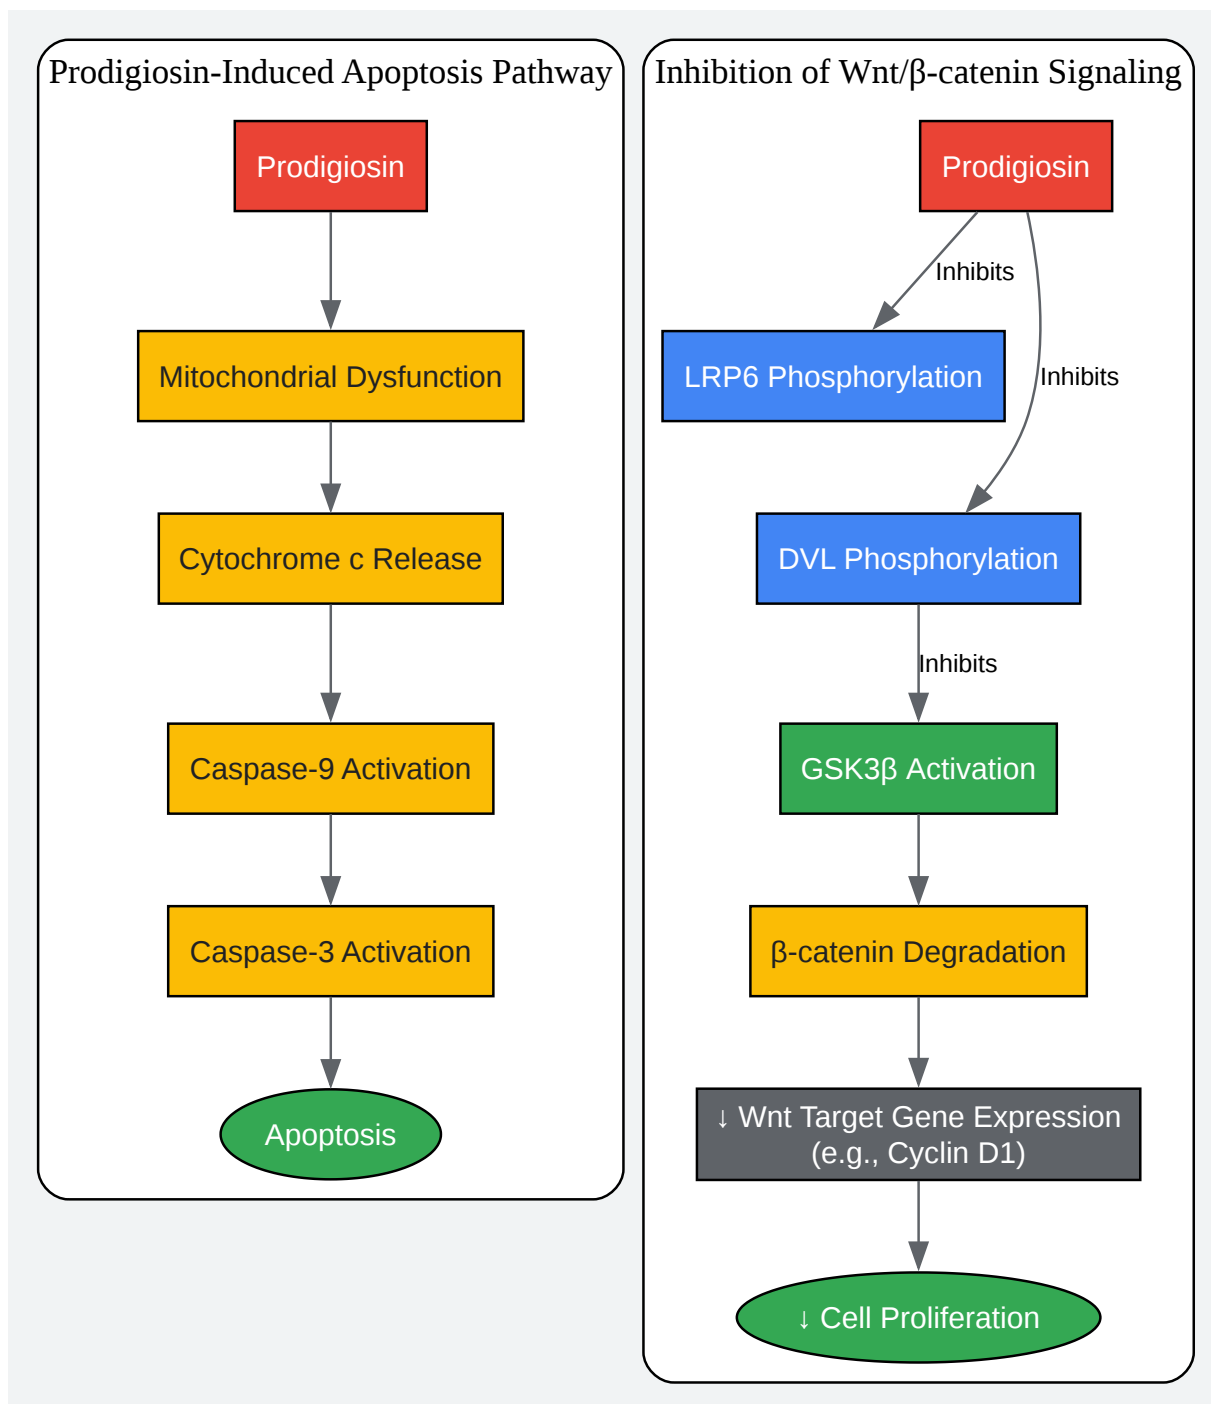 Prodigiosin-Induced Apoptosis Pathway
Prodigiosin
Mitochondrial Dysfunction
Cytochrome c Release
Caspase-9 Activation
Caspase-3 Activation
Apoptosis
Inhibition of Wnt/β-catenin Signaling
Prodigiosin
Inhibits
LRP6 Phosphorylation
Inhibits
DVL Phosphorylation
Inhibits
GSK3β Activation
β-catenin Degradation
↓ Wnt Target Gene Expression
(e.g., Cyclin D1)
↓ Cell Proliferation